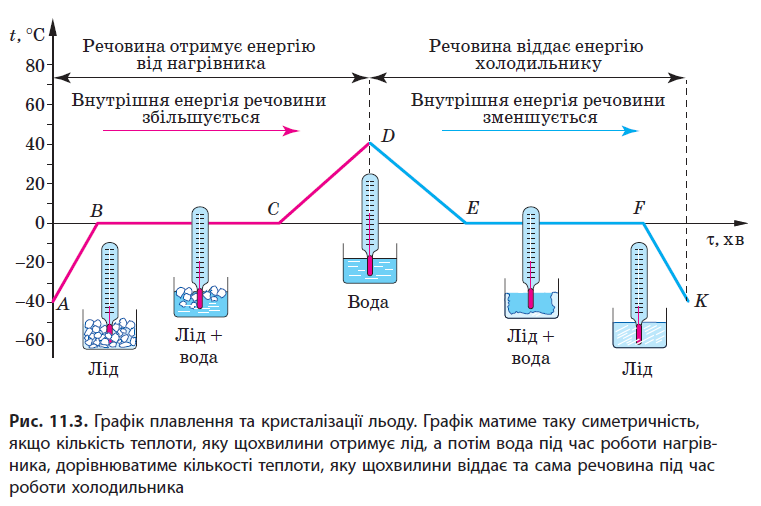 t, °C
Речовина отримує енергію
від нагрівника
Речовина віддає енергію
холодильнику
Внутрішня енергія речовини
збільшується
Внутрішня енергія речовини
зменшується
80
60
40
20
0
–20
–40
–60
A
B
C
D
E
F
K
τ, хв
Лід
Лід +
вода
Вода
Лід +
вода
Лід
Рис. 11.3. Графік плавлення та кристалізації льоду. Графік матиме таку симетричність,
якщо кількість теплоти, яку щохвилини отримує лід, а потім вода під час роботи нагрів-
ника, дорівнюватиме кількості теплоти, яку щохвилини віддає та сама речовина під час
роботи холодильника